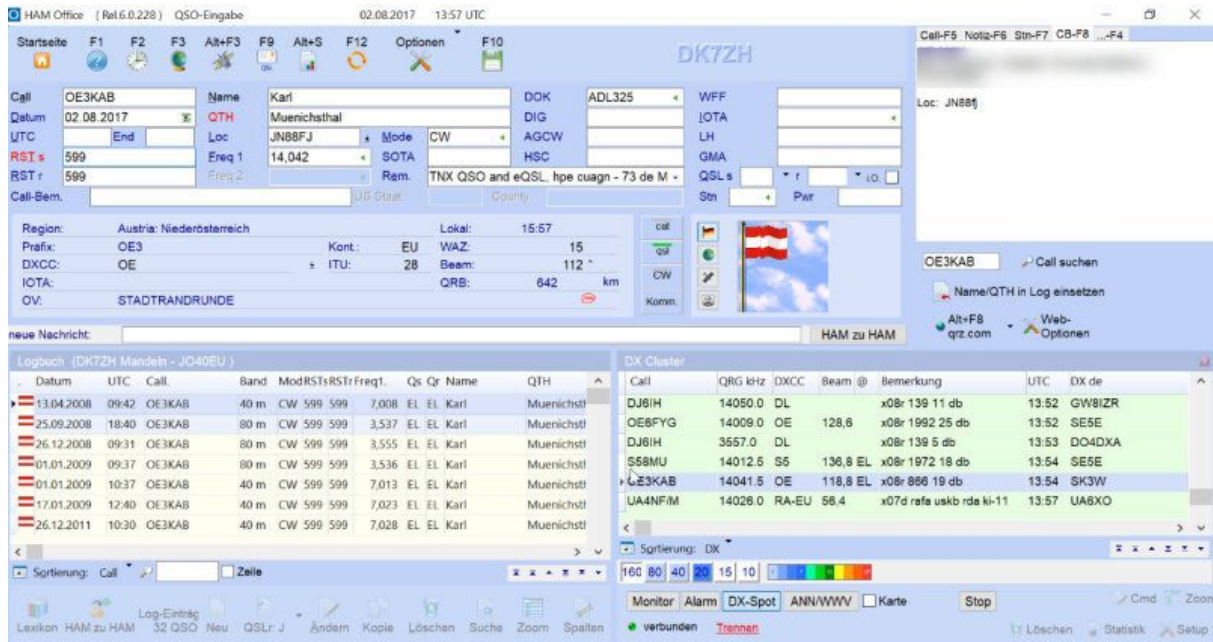 HAM Office ( Rel.6.0.228 ) QSO-Eingabe 02.08.2017 13:57 UTC
Startseite F1 F2 F3 Alt+F3 F9 Alt+S F12 Optionen F10
DK7ZH
Call-F5 Notiz-F6 Stn-F7 CB-F8 ...-F4
Loc: JN88fj
Call OE3KAB Name Karl DOK ADL325 WFF
Datum 02.08.2017 QTH Muenichsthal DIG IOTA
UTC End Loc JN88FJ Mode CW AGCW LH
RST s 599 Freq 1 14,042 SOTA HSC GMA
RST r 599 Freq 2 Rem. TNX QSO and eQSL, hpe cuagn - 73 de M QSL s r I.O.
Call-Bem. US Staat County Stn Pwr
Region: Austria: Niederösterreich Lokal: 15:57
Präfix: OE3 Kont.: EU WAZ: 15
DXCC: OE ITU: 28 Beam: 112 °
IOTA: QRB: 642 km
OV: STADTRANDRUNDE
cat
qsl
CW
Komm.
OE3KAB Call suchen
Name/QTH in Log einsetzen
Alt+F8 qrz.com Web-Optionen
neue Nachricht: HAM zu HAM
Logbuch (DK7ZH Mandeln - JO40EU )
Datum UTC Call. Band Mod RSTs RSTr Freq1. Qs Qr Name QTH
13.04.2008 09:42 OE3KAB 40 m CW 599 599 7,008 EL EL Karl Muenichsth
25.09.2008 18:40 OE3KAB 80 m CW 599 599 3,537 EL EL Karl Muenichsth
26.12.2008 09:31 OE3KAB 80 m CW 599 599 3,555 EL EL Karl Muenichsth
01.01.2009 09:37 OE3KAB 80 m CW 599 599 3,536 EL EL Karl Muenichsth
01.01.2009 10:37 OE3KAB 40 m CW 599 599 7,013 EL EL Karl Muenichsth
17.01.2009 12:40 OE3KAB 40 m CW 599 599 7,023 EL EL Karl Muenichsth
26.12.2011 10:30 OE3KAB 40 m CW 599 599 7,028 EL EL Karl Muenichsth
Sortierung: Call Zeile
Lexikon HAM zu HAM Log-Einträg 32 QSO Neu QSLr: J Ändern Kopie Löschen Suche Zoom Spalten
DX Cluster
Call QRG kHz DXCC Beam @ Bemerkung UTC DX de
DJ6IH 14050.0 DL x08r 139 11 db 13:52 GW8IZR
OE6FYG 14009.0 OE 128,6 x08r 1992 25 db 13:52 SE5E
DJ6IH 3557.0 DL x08r 139 5 db 13:53 DO4DXA
S58MU 14012.5 S5 136,8 EL x08r 1972 18 db 13:54 SE5E
OE3KAB 14041.5 OE 118,8 EL x08r 866 19 db 13:54 SK3W
UA4NF/M 14026.0 RA-EU 56,4 x07d rafa uskb rda ki-11 13:57 UA6XO
Sortierung: DX
160 80 40 20 15 10
Monitor Alarm DX-Spot ANN/WWV Karte Stop Cmd Zoom
verbunden Trennen Löschen Statistik Setup